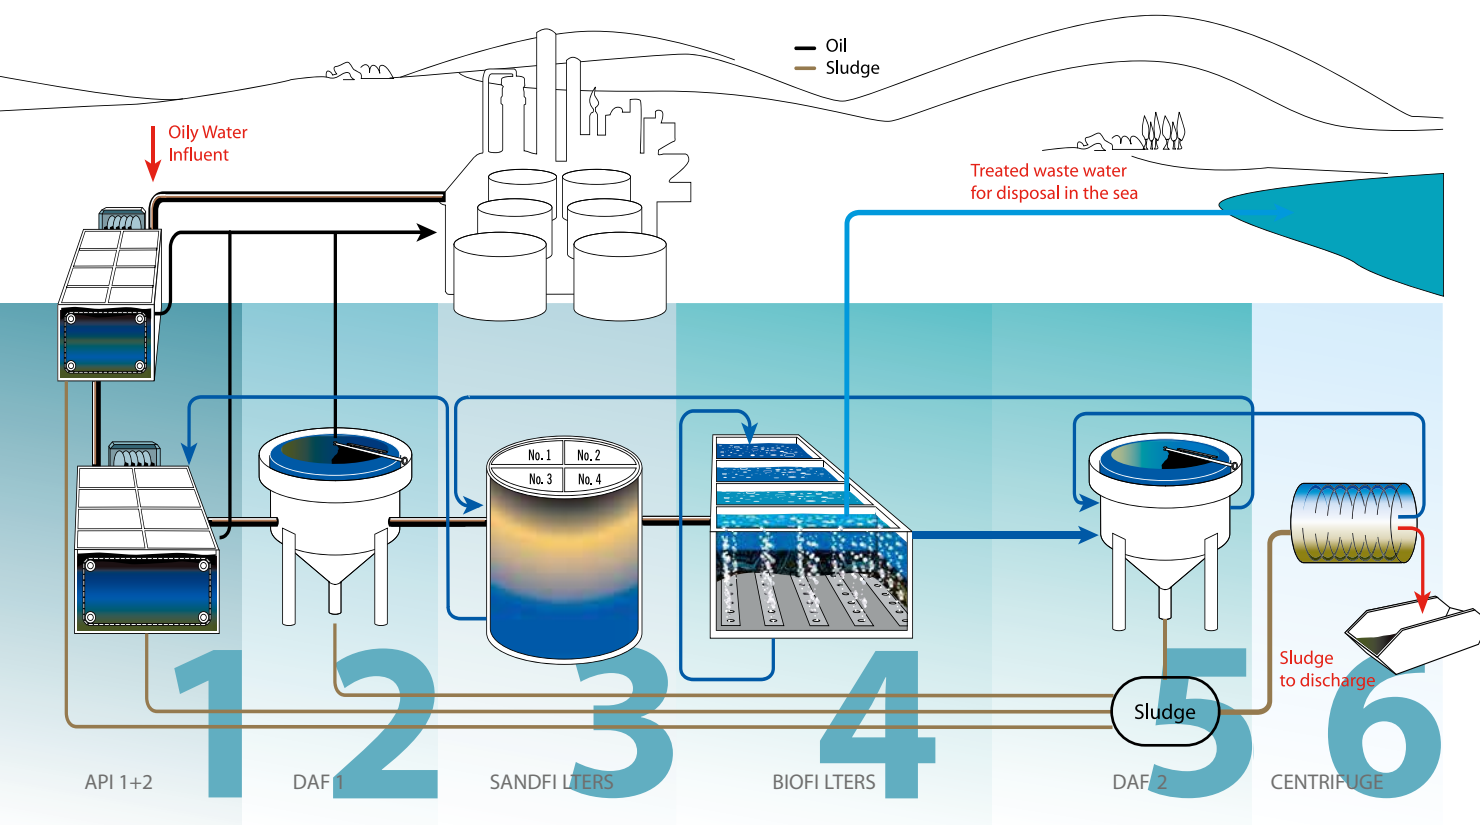 Oil
Sludge
Oily Water
Influent
Treated waste water
for disposal in the sea
No. 1
No. 2
No. 3
No. 4
Sludge
to discharge
Sludge
1
2
3
4
5
6
API 1+2
DAF 1
SANDFI LTERS
BIOFI LTERS
DAF 2
CENTRIFUGE